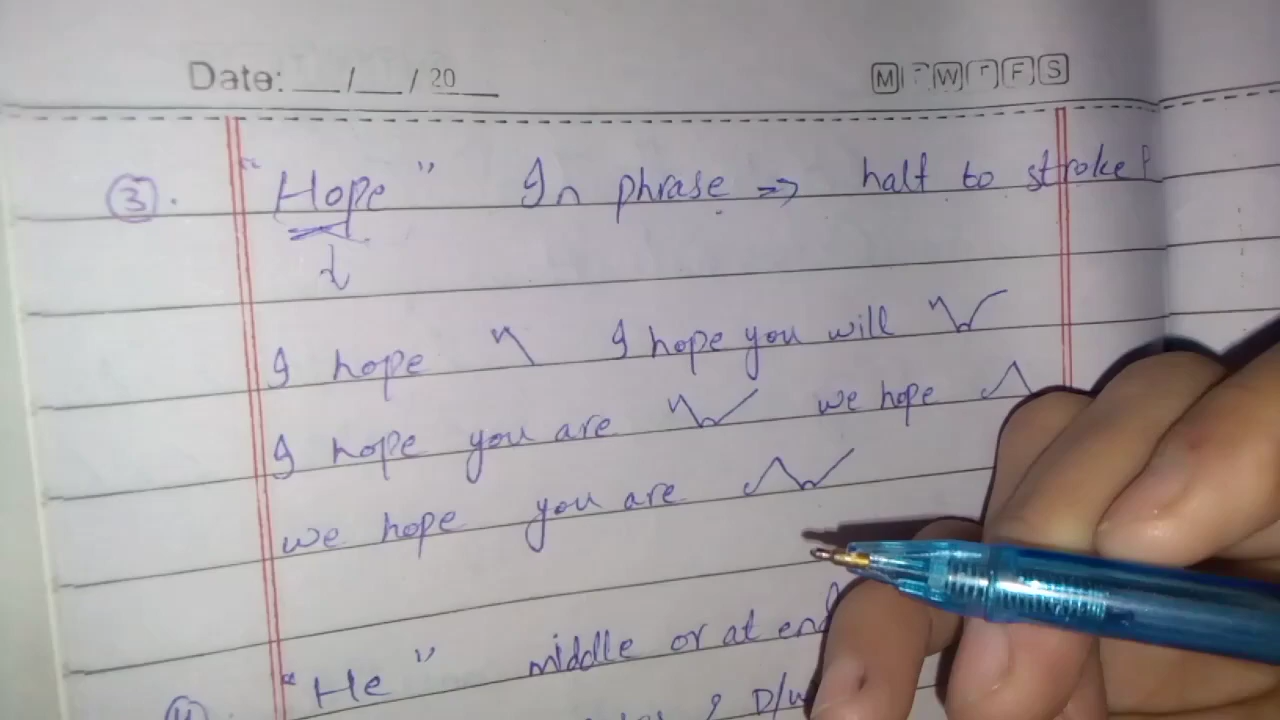 Date: __/__/20__ M T W T F S
3. "Hope" In phrase => half to stroke P
I hope I hope you will
I hope you are we hope
we hope you are
4. "He" middle or at end
& D/w